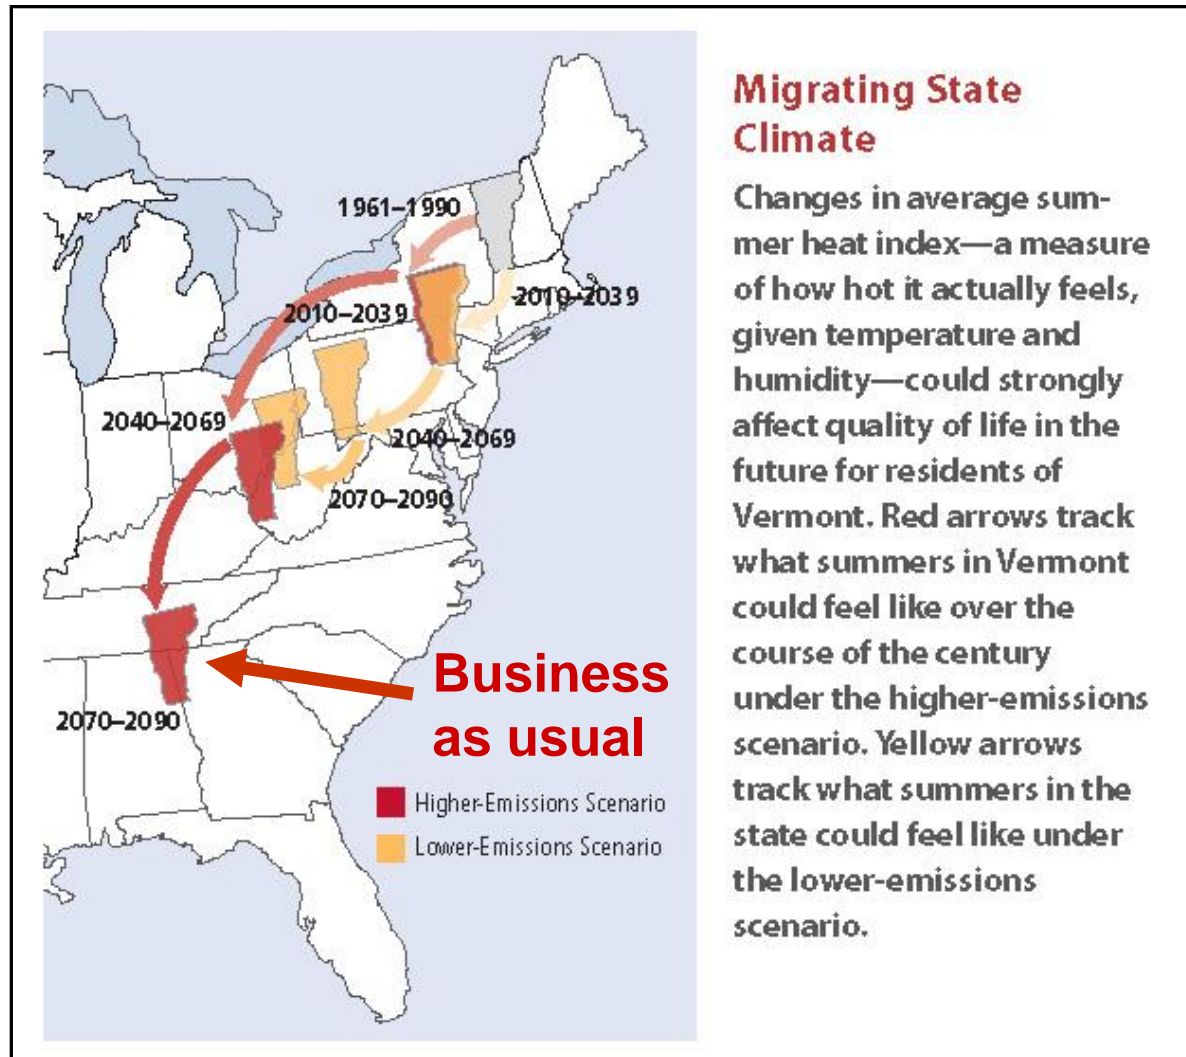 1961–1990
2010–2039
2010–2039
2040–2069
2040–2069
2070–2090
2070–2090
Business
as usual
Higher-Emissions Scenario
Lower-Emissions Scenario
Migrating State
Climate
Changes in average sum-
mer heat index—a measure
of how hot it actually feels,
given temperature and
humidity—could strongly
affect quality of life in the
future for residents of
Vermont. Red arrows track
what summers in Vermont
could feel like over the
course of the century
under the higher-emissions
scenario. Yellow arrows
track what summers in the
state could feel like under
the lower-emissions
scenario.